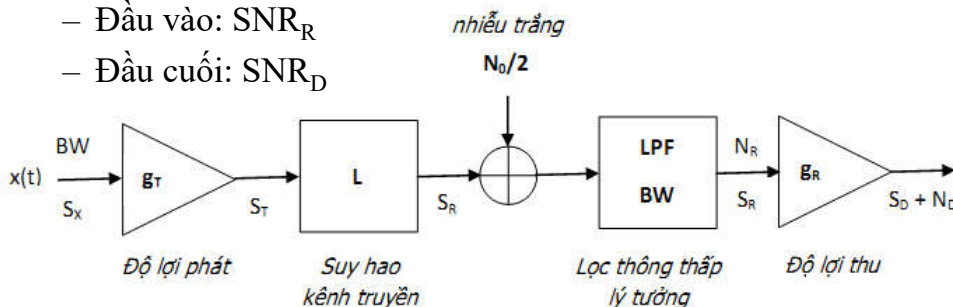 – Đầu vào: SNR_R
– Đầu cuối: SNR_D
nhiễu trắng
N₀/2
BW
x(t)
S_X
g_T
S_T
L
S_R
LPF
BW
N_R
S_R
g_R
S_D + N_D
Độ lợi phát
Suy hao
kênh truyền
Lọc thông thấp
lý tưởng
Độ lợi thu